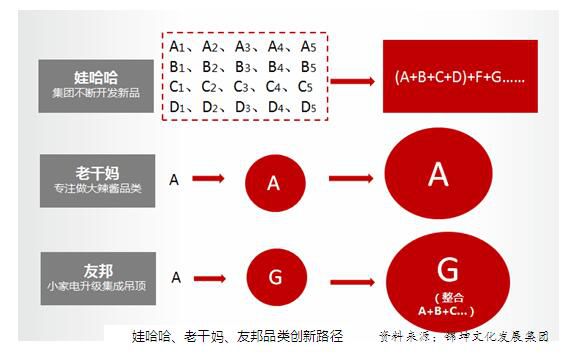 娃哈哈
集团不断开发新品
A1、A2、A3、A4、A5
B1、B2、B3、B4、B5
C1、C2、C3、C4、C5
D1、D2、D3、D4、D5
(A+B+C+D)+F+G……
老干妈
专注做大辣酱品类
A
A
A
友邦
小家电升级集成吊顶
A
G
G
(整合
A+B+C…)
娃哈哈、老干妈、友邦品类创新路径
资料来源：锦坤文化发展集团